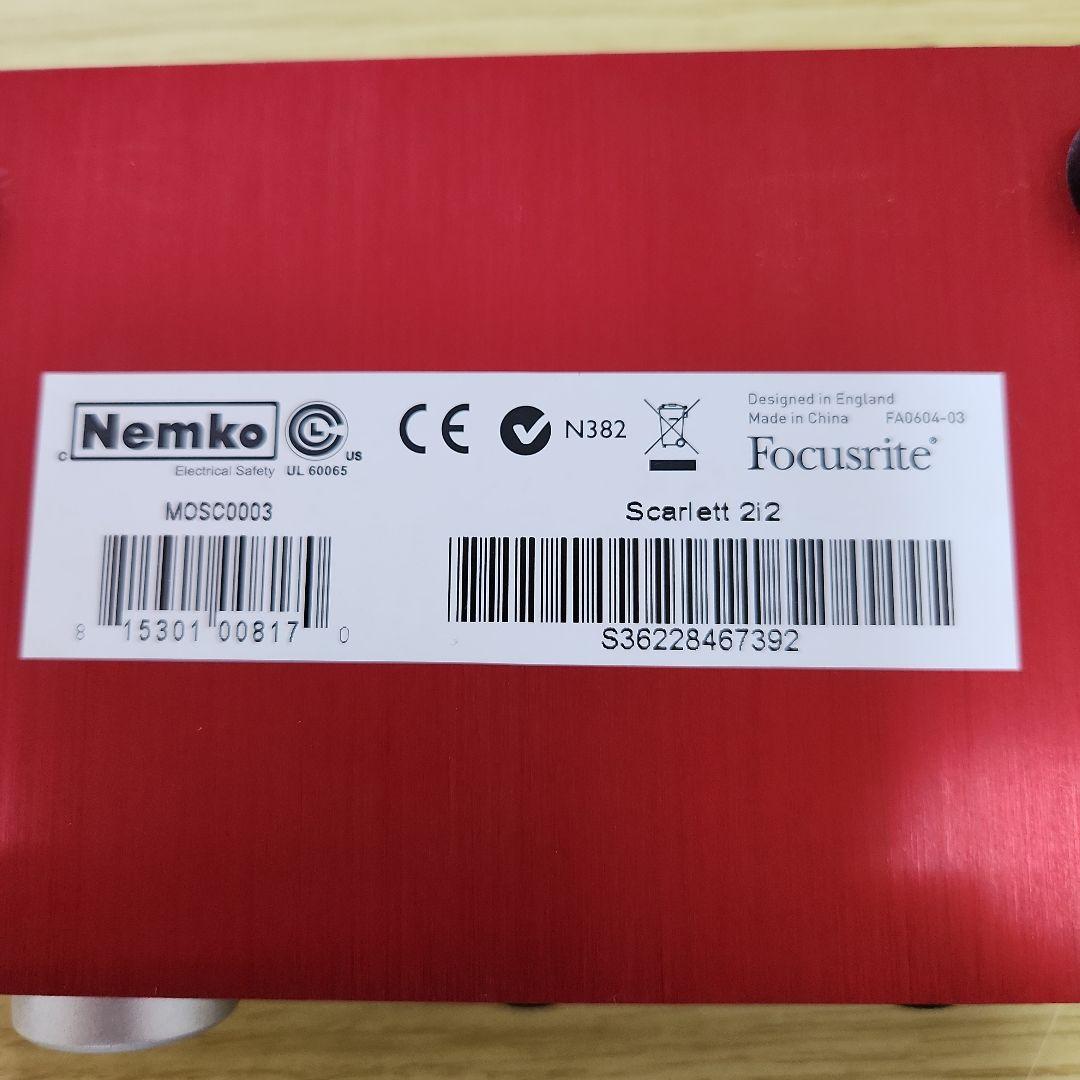 Nemko
C
US
Electrical Safety UL 60065
CE
N382
Designed in England
Made in China FA0604-03
Focusrite®
MOSC0003
8 15301 00817 0
Scarlett 2i2
S36228467392